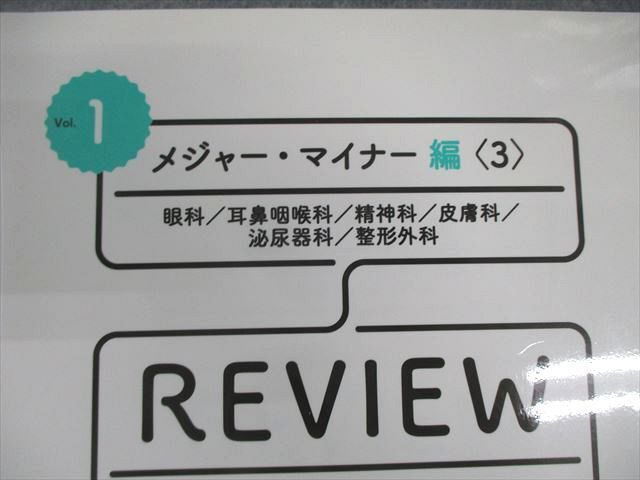 Vol. 1
メジャー・マイナー 編〈3〉
眼科／耳鼻咽喉科／精神科／皮膚科／
泌尿器科／整形外科
REVIEW